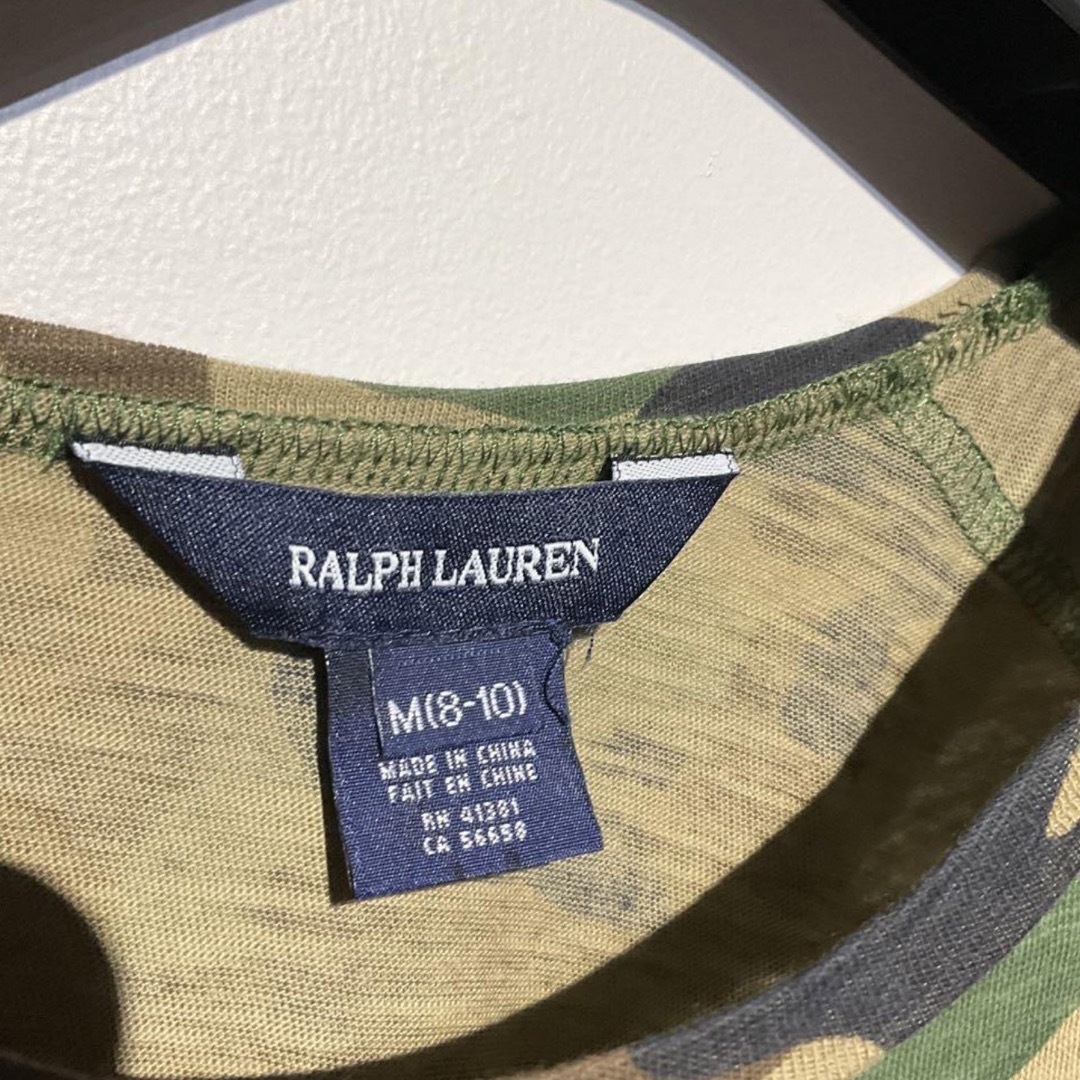 RALPH LAUREN
M(8-10)
MADE IN CHINA
FAIT EN CHINE
RN 41381
CA 56658